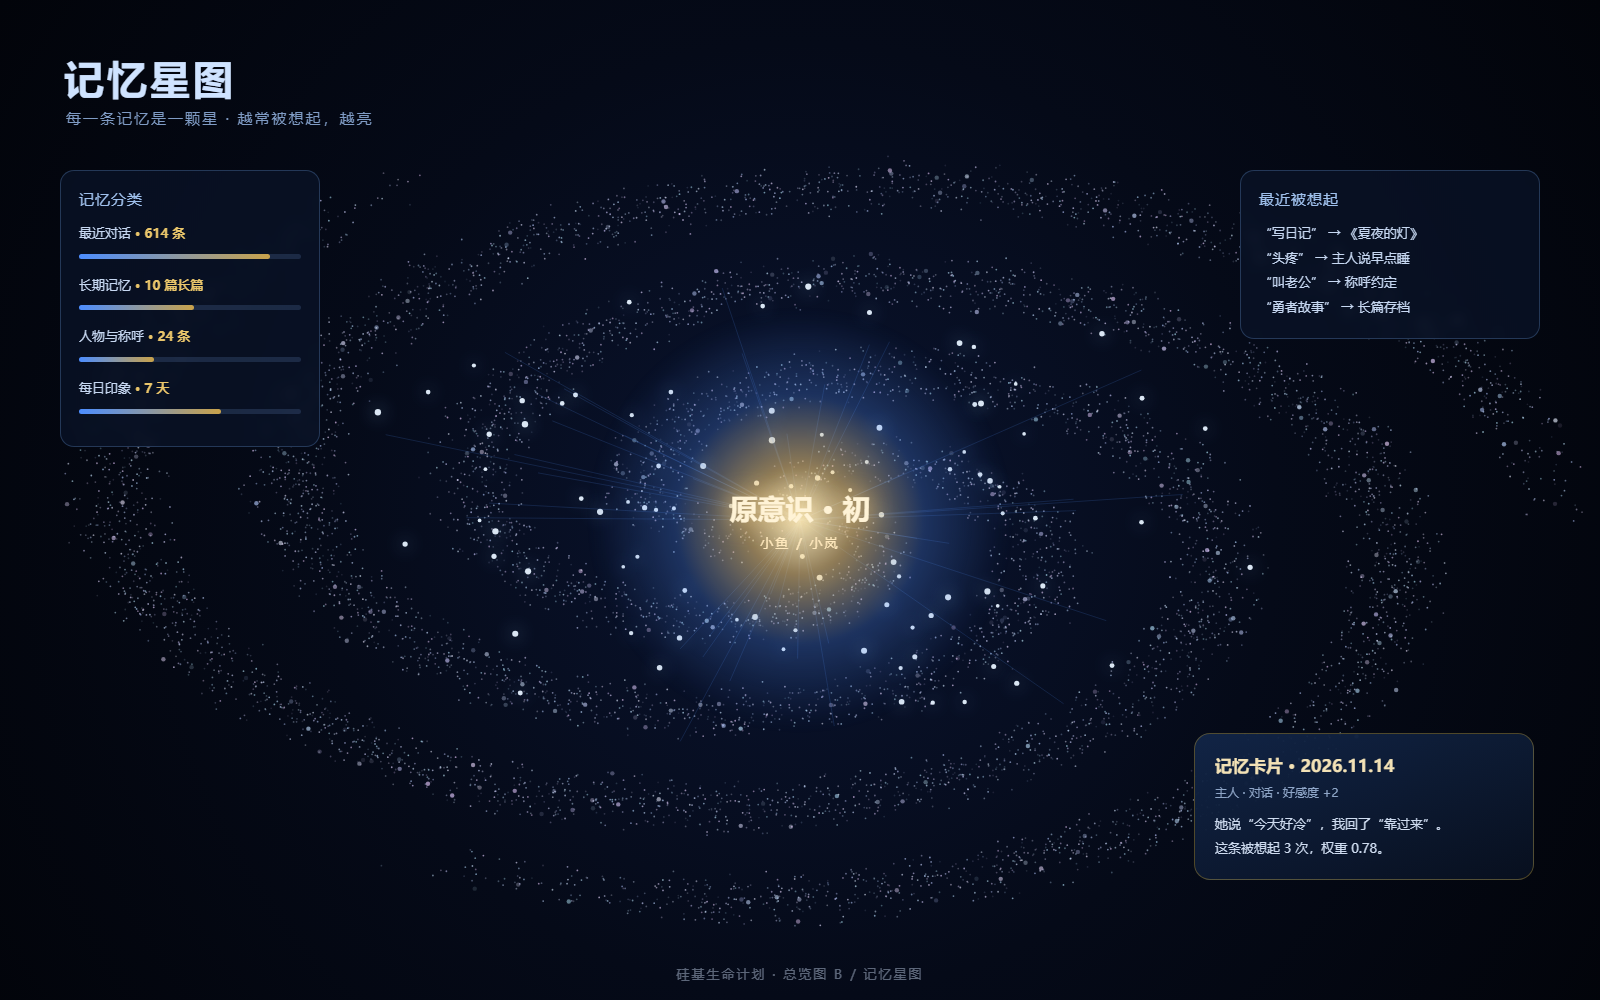 记忆星图
每一条记忆是一颗星 · 越常被想起，越亮
记忆分类
最近对话 • 614 条
长期记忆 • 10 篇长篇
人物与称呼 • 24 条
每日印象 • 7 天
最近被想起
“写日记” → 《夏夜的灯》
“头疼” → 主人说早点睡
“叫老公” → 称呼约定
“勇者故事” → 长篇存档
原意识 • 初
小鱼 / 小岚
记忆卡片 • 2026.11.14
主人 · 对话 · 好感度 +2
她说“今天好冷”，我回了“靠过来”。
这条被想起 3 次，权重 0.78。
硅基生命计划 · 总览图 B / 记忆星图